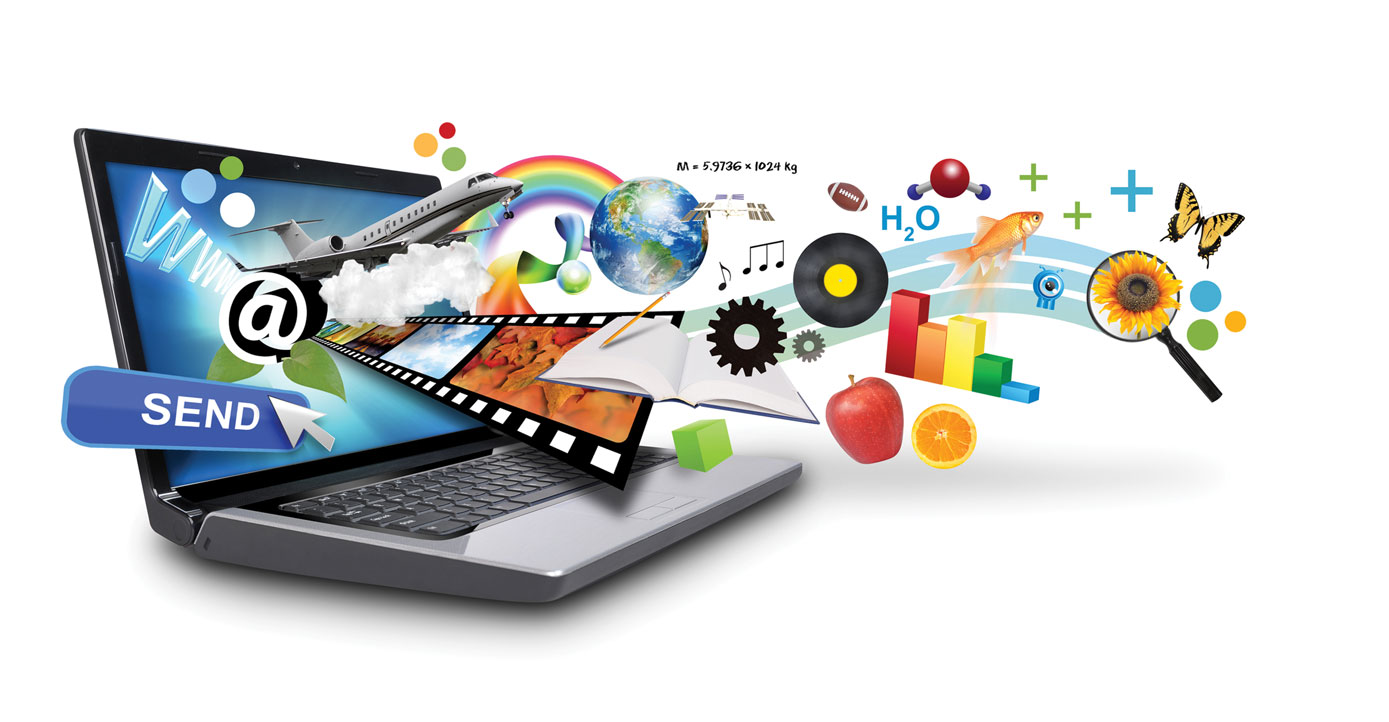 WWW
@
SEND
M = 5.9736 x 1024 kg
H₂O